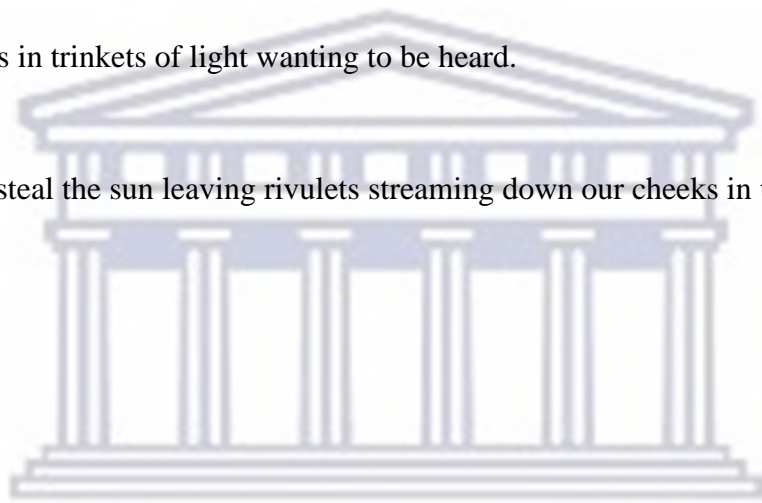 s in trinkets of light wanting to be heard.
steal the sun leaving rivulets streaming down our cheeks in